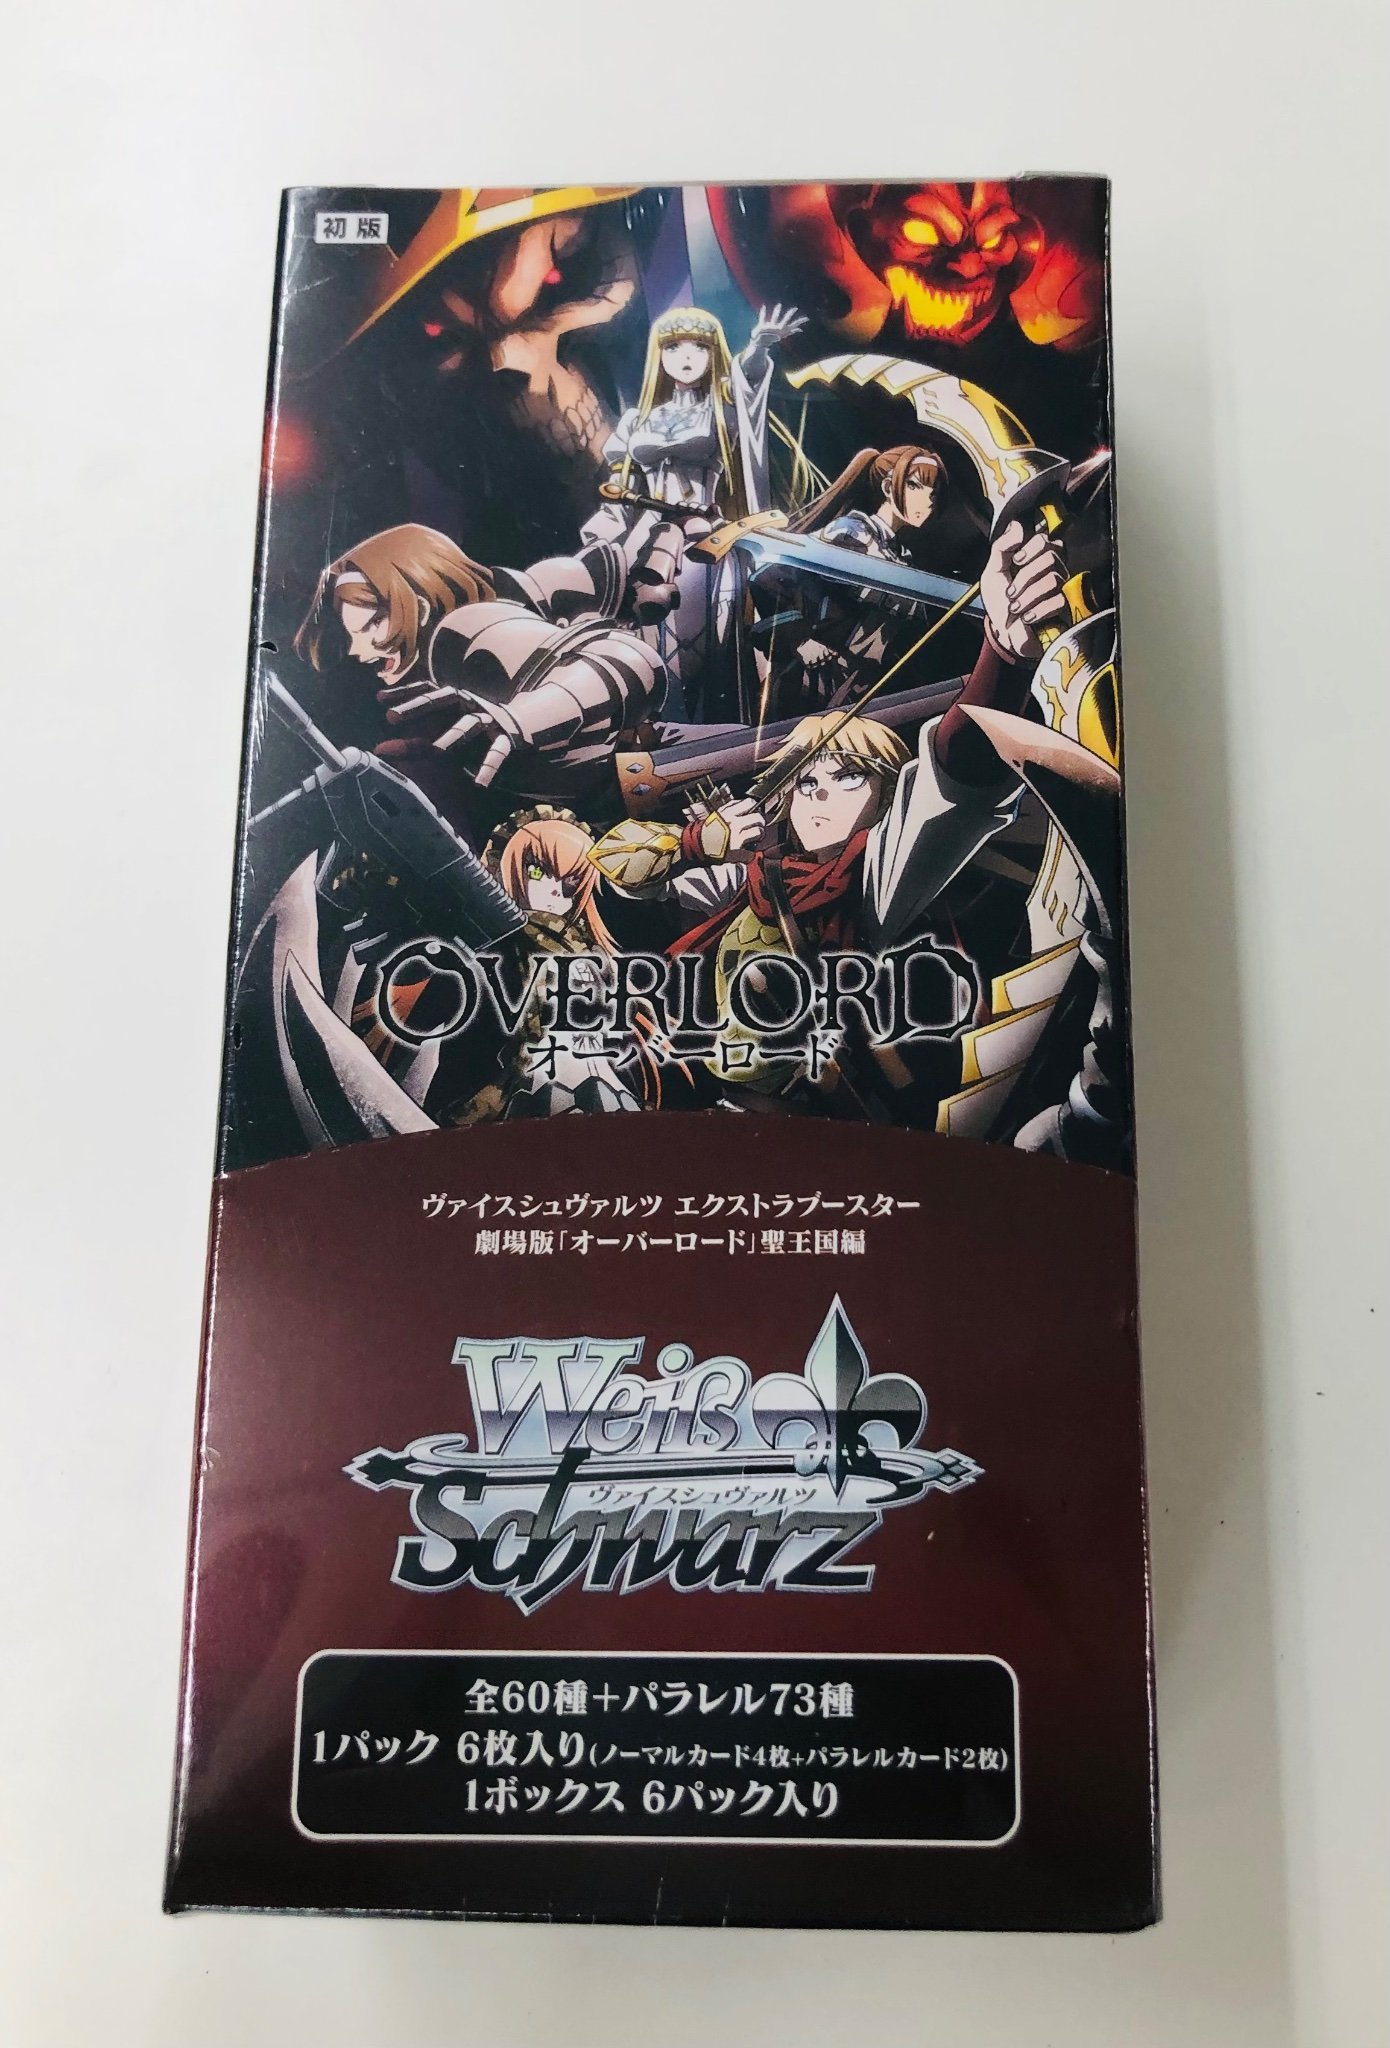 初版
OVERLORD
オーバーロード
ヴァイスシュヴァルツ エクストラブースター
劇場版「オーバーロード」聖王国編
Weiß
ヴァイスシュヴァルツ
Schwarz
全60種+パラレル73種
1パック 6枚入り(ノーマルカード4枚+パラレルカード2枚)
1ボックス 6パック入り